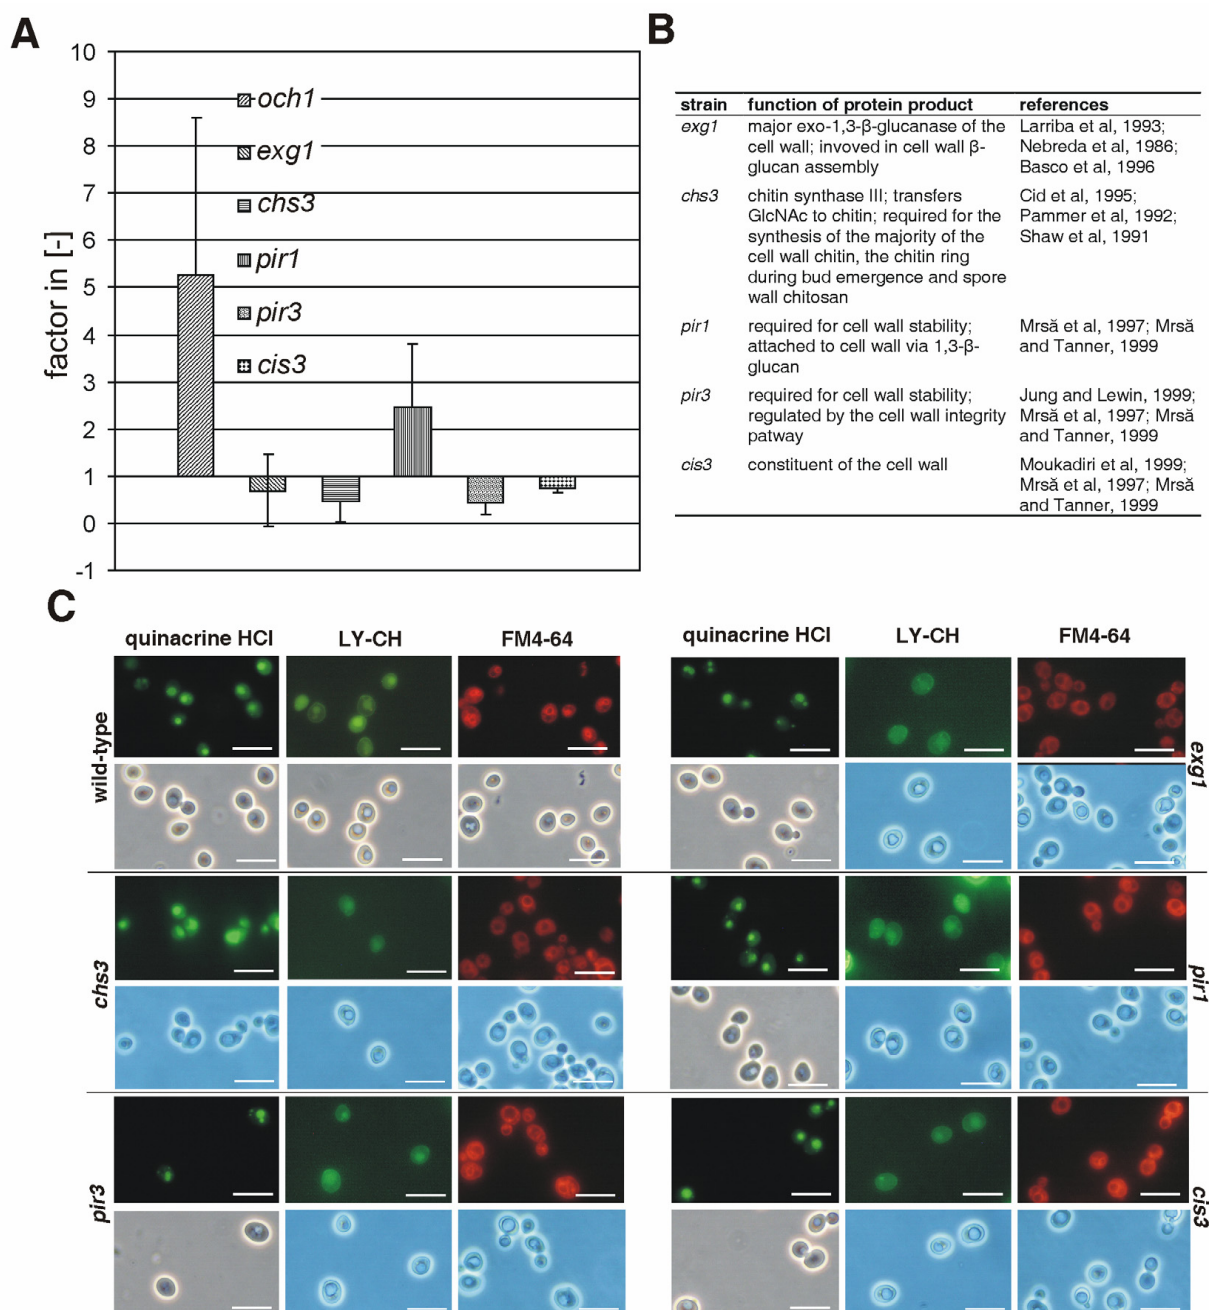 A
10
9
8
7
6
5
4
3
2
1
0
-1
factor in [-]
och1
exg1
chs3
pir1
pir3
cis3
B
strain function of protein product references
exg1 major exo-1,3-β-glucanase of the Larriba et al, 1993;
cell wall; invoved in cell wall β- Nebreda et al, 1986;
glucan assembly Basco et al, 1996
chs3 chitin synthase III; transfers Cid et al, 1995;
GlcNAc to chitin; required for the Pammer et al, 1992;
synthesis of the majority of the Shaw et al, 1991
cell wall chitin, the chitin ring
during bud emergence and spore
wall chitosan
pir1 required for cell wall stability; Mrsă et al, 1997; Mrsă
attached to cell wall via 1,3-β- and Tanner, 1999
glucan
pir3 required for cell wall stability; Jung and Lewin, 1999;
regulated by the cell wall integrity Mrsă et al, 1997; Mrsă
patway and Tanner, 1999
cis3 constituent of the cell wall Moukadiri et al, 1999;
Mrsă et al, 1997; Mrsă
and Tanner, 1999
C
quinacrine HCl LY-CH FM4-64 quinacrine HCl LY-CH FM4-64
wild-type
exg1
chs3
pir1
pir3
cis3